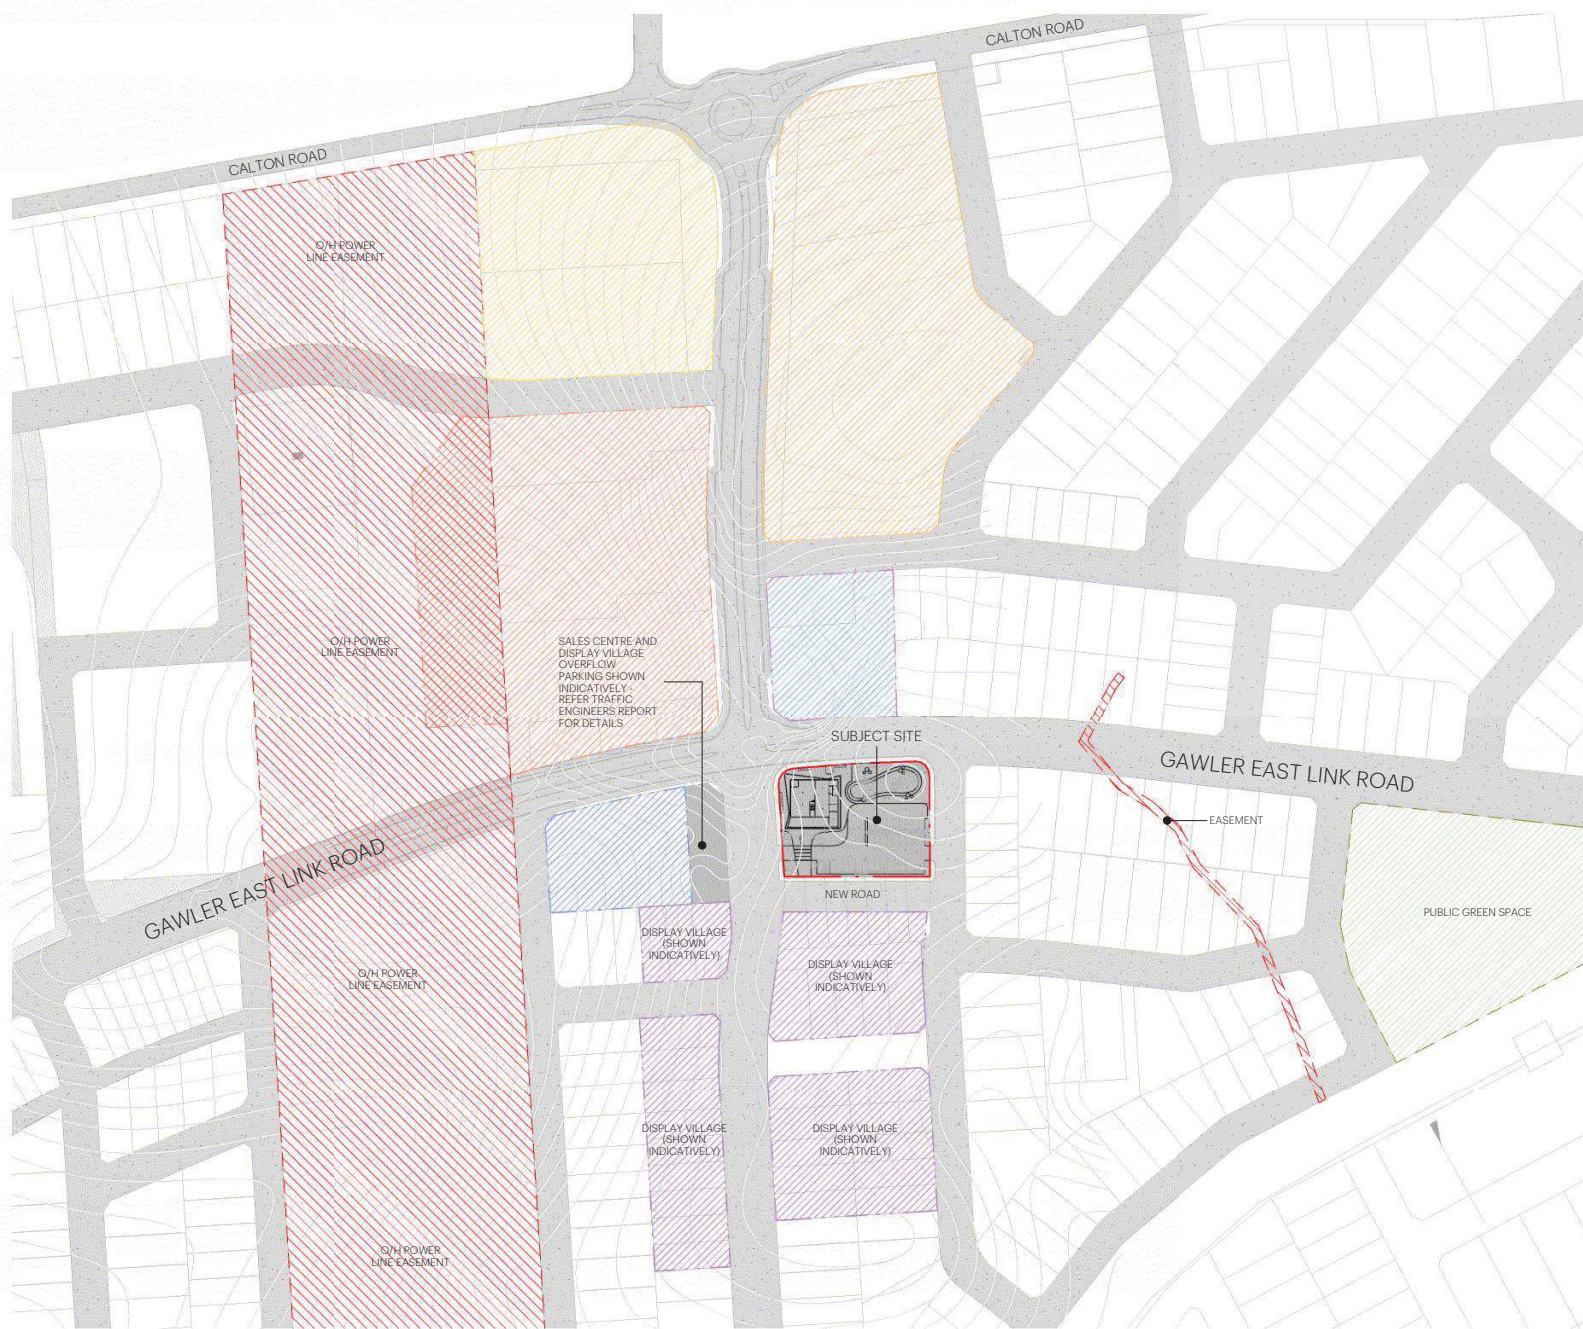 CALTON ROAD
CALTON ROAD
O/H POWER
LINE EASEMENT
O/H POWER
LINE EASEMENT
SALES CENTRE AND
DISPLAY VILLAGE
OVERFLOW
PARKING SHOWN
INDICATIVELY -
REFER TRAFFIC
ENGINEERS REPORT
FOR DETAILS
SUBJECT SITE
GAWLER EAST LINK ROAD
EASEMENT
GAWLER EAST LINK ROAD
NEW ROAD
PUBLIC GREEN SPACE
DISPLAY VILLAGE
(SHOWN
INDICATIVELY)
DISPLAY VILLAGE
(SHOWN
INDICATIVELY)
O/H POWER
LINE EASEMENT
DISPLAY VILLAGE
(SHOWN
INDICATIVELY)
DISPLAY VILLAGE
(SHOWN
INDICATIVELY)
O/H POWER
LINE EASEMENT